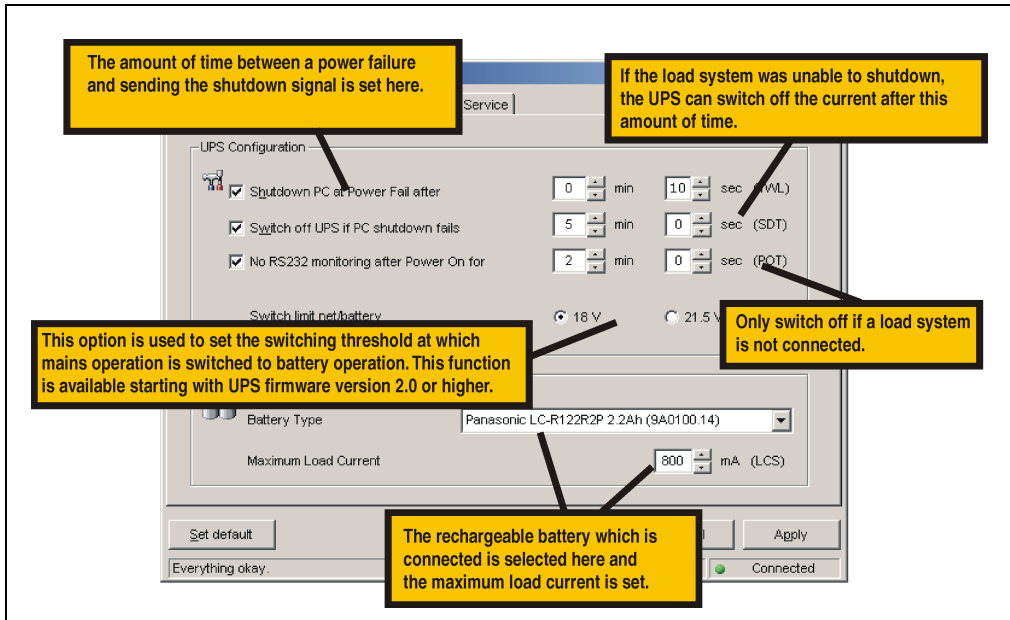 The amount of time between a power failure
and sending the shutdown signal is set here.
If the load system was unable to shutdown,
the UPS can switch off the current after this
amount of time.
Service
UPS Configuration
Shutdown PC at Power Fail after 0 min 10 sec
Switch off UPS if PC shutdown fails 5 min 0 sec (SDT)
No RS232 monitoring after Power On for 2 min 0 sec (POT)
Switch limit net/battery 18 V 21.5 V
Only switch off if a load system
is not connected.
This option is used to set the switching threshold at which
mains operation is switched to battery operation. This function
is available starting with UPS firmware version 2.0 or higher.
Battery Type Panasonic LC-R122R2P 2.2Ah (9A0100.14)
Maximum Load Current 800 mA (LCS)
The rechargeable battery which is
connected is selected here and
the maximum load current is set.
Set default
Apply
Everything okay.
Connected